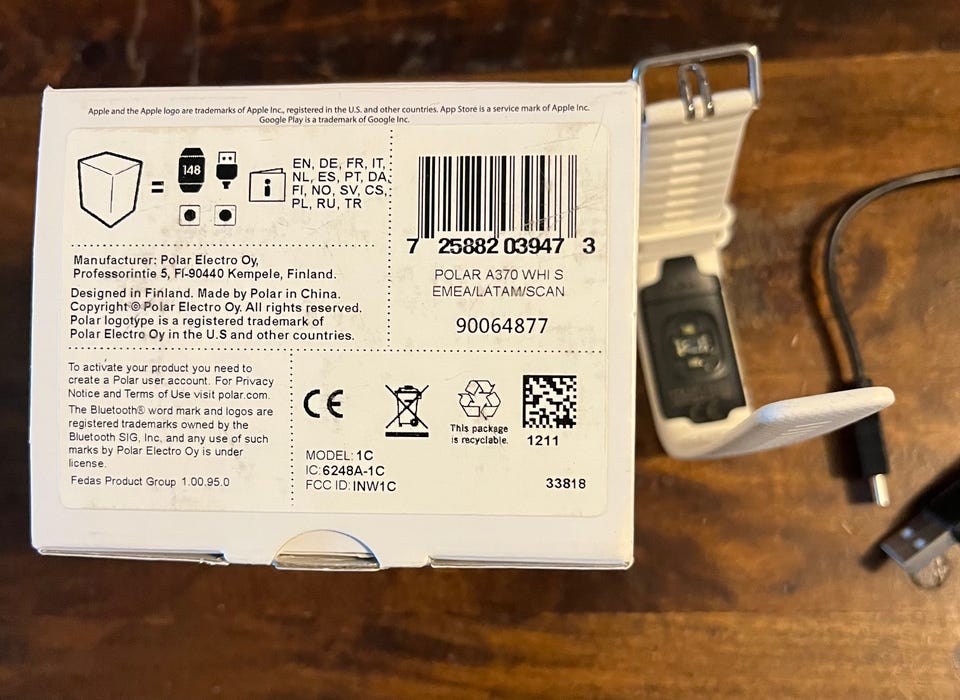 Apple and the Apple logo are trademarks of Apple Inc., registered in the U.S. and other countries. App Store is a service mark of Apple Inc.
Google Play is a trademark of Google Inc.
148
EN, DE, FR, IT,
NL, ES, PT, DA,
FI, NO, SV, CS,
PL, RU, TR
7 25882 03947 3
POLAR A370 WHI S
EMEA/LATAM/SCAN
90064877
Manufacturer: Polar Electro Oy,
Professorintie 5, FI-90440 Kempele, Finland.
Designed in Finland. Made by Polar in China.
Copyright © Polar Electro Oy. All rights reserved.
Polar logotype is a registered trademark of
Polar Electro Oy in the U.S and other countries.
To activate your product you need to
create a Polar user account. For Privacy
Notice and Terms of Use visit polar.com.
The Bluetooth® word mark and logos are
registered trademarks owned by the
Bluetooth SIG, Inc. and any use of such
marks by Polar Electro Oy is under
license.
Fedas Product Group 1.00.95.0
CE
This package
is recyclable.
1211
MODEL: 1C
IC: 6248A-1C
FCC ID: INW1C
33818